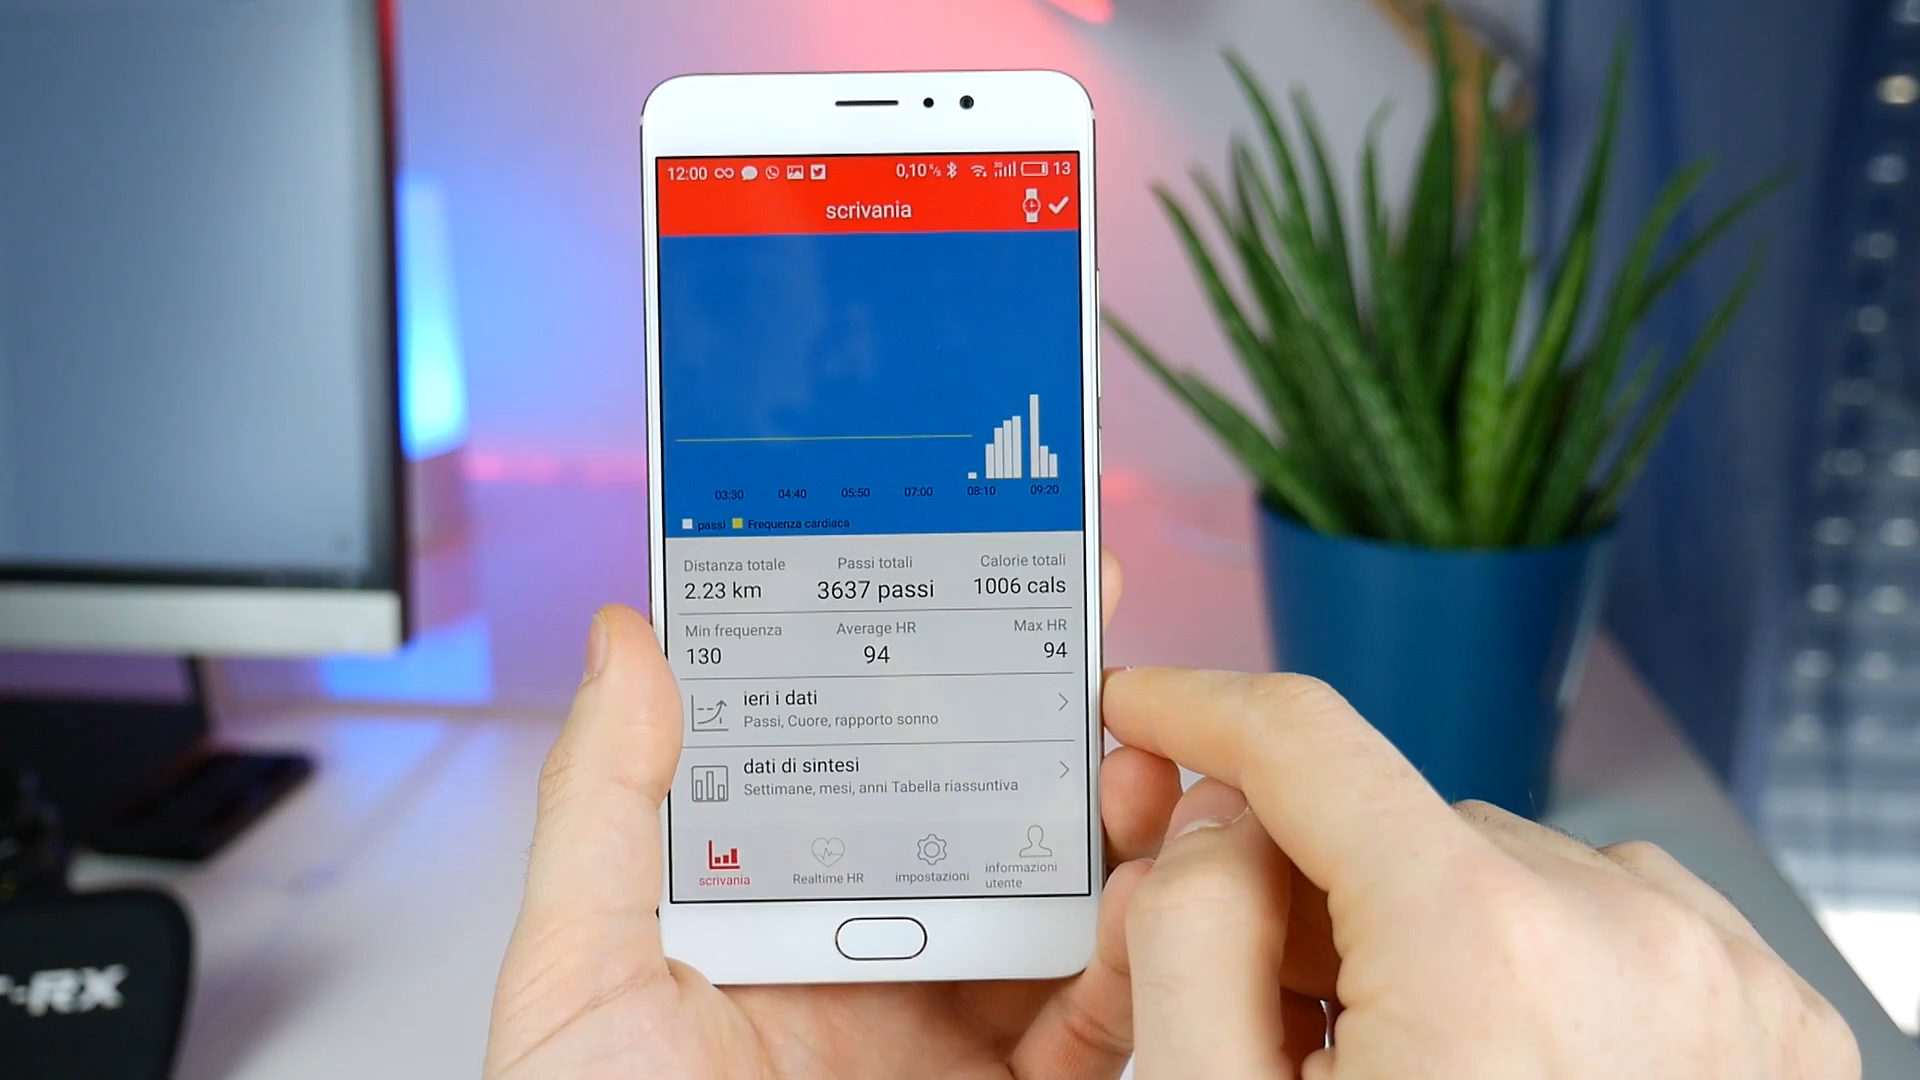 12:00 0,10 K/s 3G 13
scrivania
03:30 04:40 05:50 07:00 08:10 09:20
passi Frequenza cardiaca
Distanza totale Passi totali Calorie totali
2.23 km 3637 passi 1006 cals
Min frequenza Average HR Max HR
130 94 94
ieri i dati
Passi, Cuore, rapporto sonno
dati di sintesi
Settimane, mesi, anni Tabella riassuntiva
scrivania Realtime HR impostazioni informazioni
utente
-RX